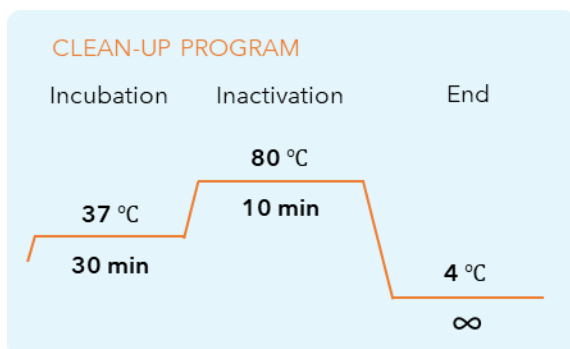 CLEAN-UP PROGRAM
Incubation Inactivation End
80 °C
37 °C 10 min
30 min 4 °C
∞